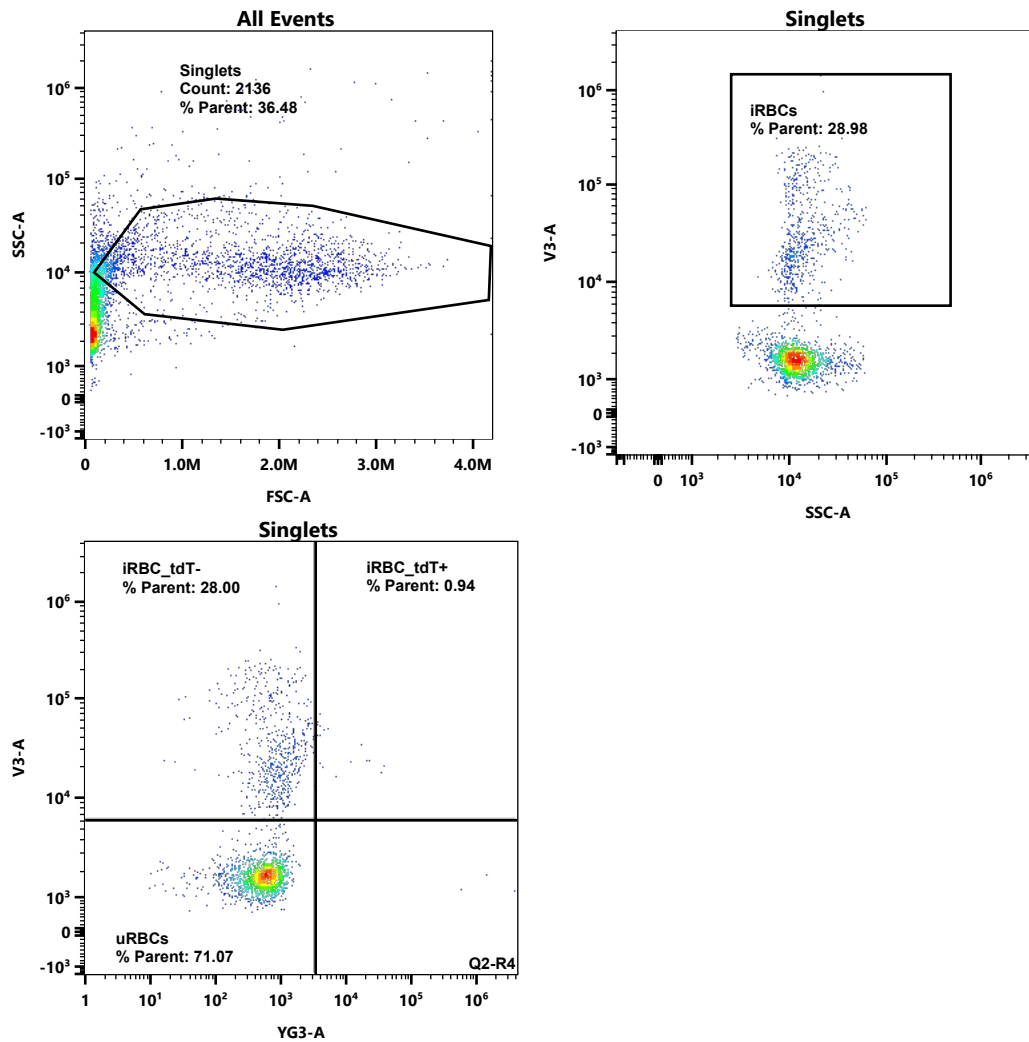 All Events
Singlets
Count: 2136
% Parent: 36.48
SSC-A
10⁶
10⁵
10⁴
10³
0
-10³
0
1.0M
2.0M
3.0M
4.0M
FSC-A
Singlets
iRBCs
% Parent: 28.98
V3-A
10⁶
10⁵
10⁴
10³
0
-10³
0
10³
10⁴
10⁵
10⁶
SSC-A
Singlets
iRBC_tdT-
% Parent: 28.00
iRBC_tdT+
% Parent: 0.94
V3-A
10⁶
10⁵
10⁴
10³
0
-10³
uRBCs
% Parent: 71.07
Q2-R4
1
10¹
10²
10³
10⁴
10⁵
10⁶
YG3-A